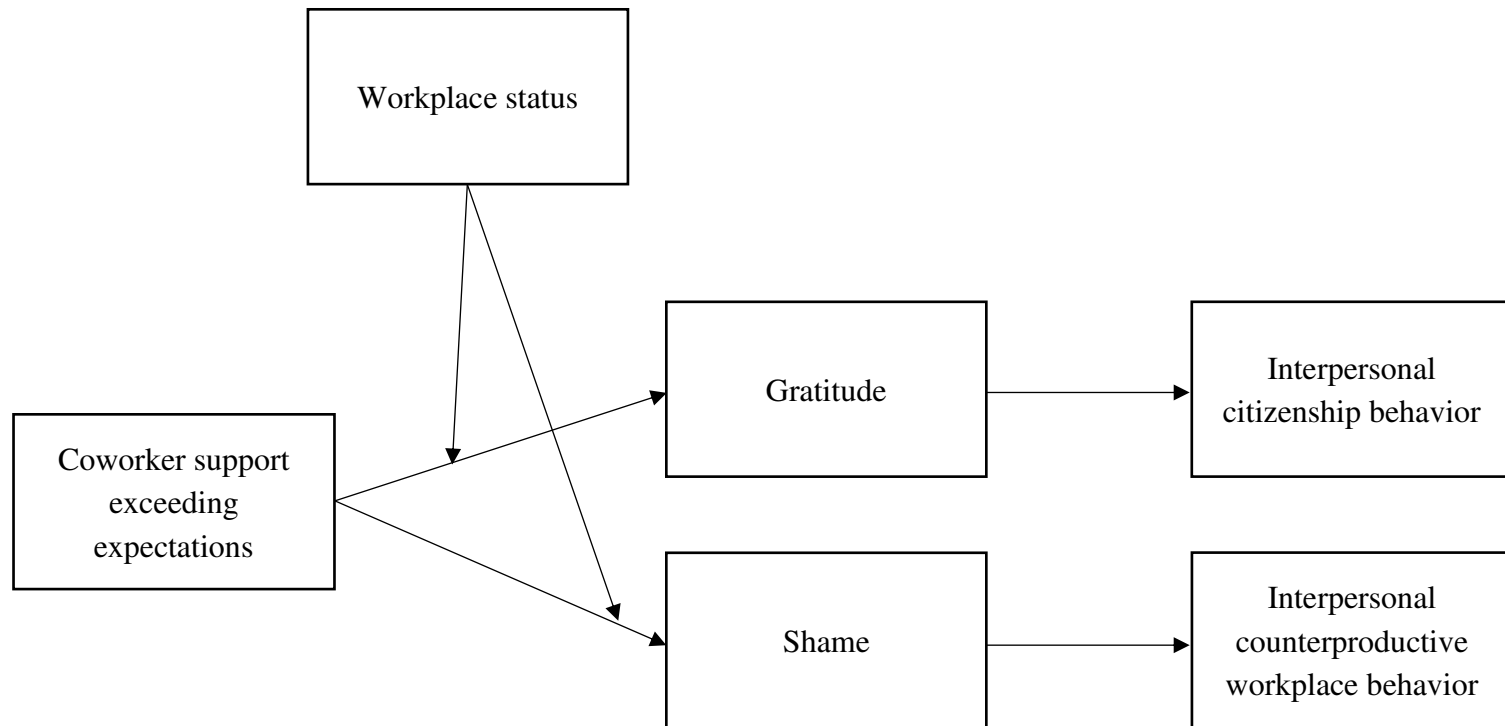 Workplace status
Coworker support
exceeding
expectations
Gratitude
Interpersonal
citizenship behavior
Shame
Interpersonal
counterproductive
workplace behavior